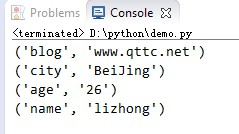 Problems Console
<terminated> D:\python\demo.py
('blog', 'www.qttc.net')
('city', 'BeiJing')
('age', '26')
('name', 'lizhong')